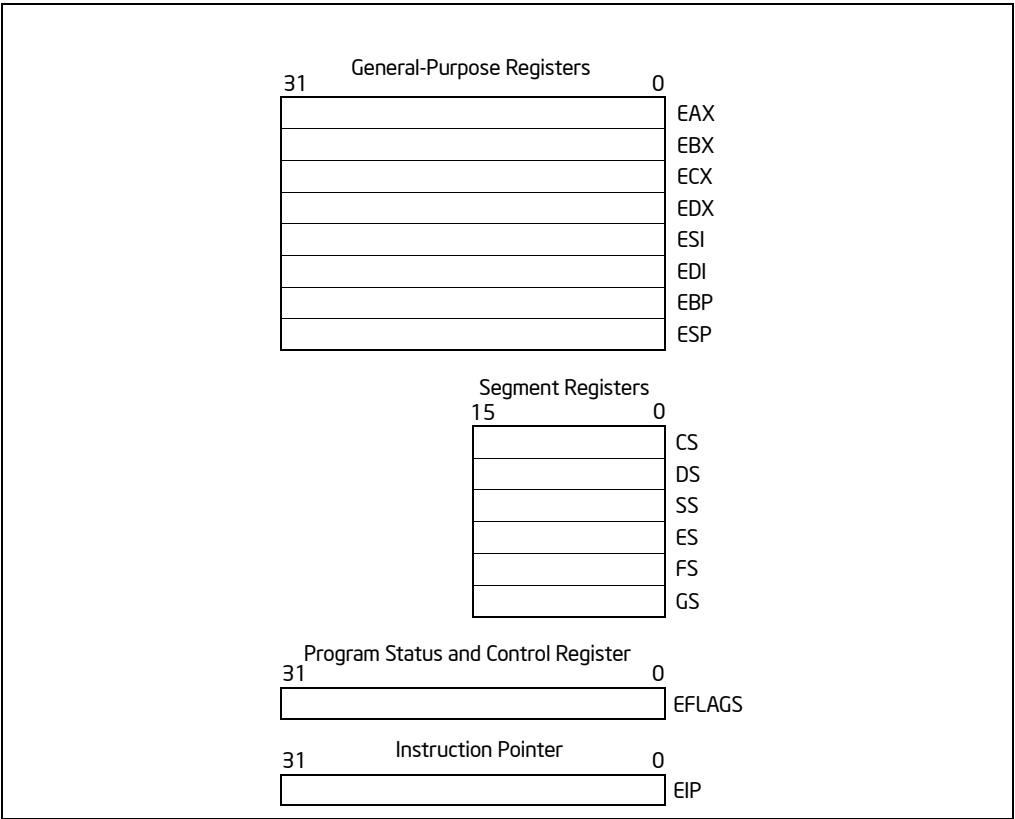 General-Purpose Registers
31 0
EAX
EBX
ECX
EDX
ESI
EDI
EBP
ESP
Segment Registers
15 0
CS
DS
SS
ES
FS
GS
Program Status and Control Register
31 0
EFLAGS
Instruction Pointer
31 0
EIP